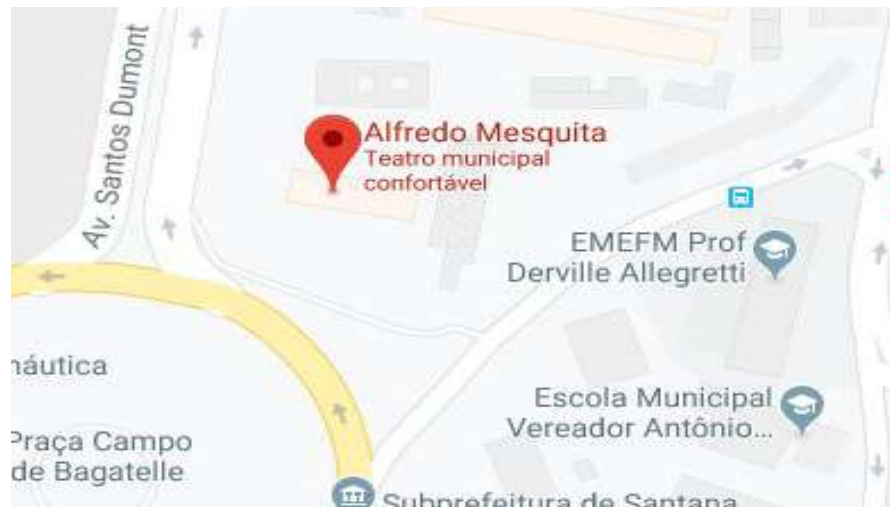 Av. Santos Dumont
Alfredo Mesquita
Teatro municipal
confortável
EMEFM Prof
Derville Allegretti
náutica
Escola Municipal
Vereador Antônio...
Praça Campo
de Bagatelle
Subprefeitura de Santana